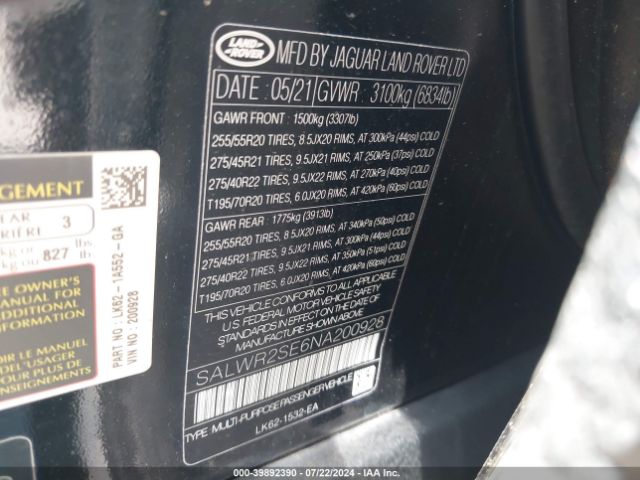 LAND ROVER
MFD BY JAGUAR LAND ROVER LTD
DATE: 05/21 GVWR : 3100kg (6834lb)
GAWR FRONT : 1500kg (3307lb)
255/55R20 TIRES, 8.5JX20 RIMS, AT 300kPa (44psi) COLD
275/45R21 TIRES, 9.5JX21 RIMS, AT 250kPa (37psi) COLD
275/40R22 TIRES, 9.5JX22 RIMS, AT 270kPa (40psi) COLD
T195/70R20 TIRES, 6.0JX20 RIMS, AT 420kPa (60psi) COLD
GAWR REAR : 1775kg (3913lb)
255/55R20 TIRES, 8.5JX20 RIMS, AT 340kPa (50psi) COLD
275/45R21 TIRES, 9.5JX21 RIMS, AT 300kPa (44psi) COLD
275/40R22 TIRES, 9.5JX22 RIMS, AT 350kPa (51psi) COLD
T195/70R20 TIRES, 6.0JX20 RIMS, AT 420kPa (60psi) COLD
THIS VEHICLE CONFORMS TO ALL APPLICABLE
U.S. FEDERAL MOTOR VEHICLE SAFETY
STANDARDS IN EFFECT ON THE DATE OF
MANUFACTURE SHOWN ABOVE.
SALWR2SE6NA200928
TYPE: MULTI-PURPOSE PASSENGER VEHICLE
LK62-1532-EA
3
kg or
ou 827 lbs
lb
OWNER'S
MANUAL FOR
ADDITIONAL
LE MANUEL
DE L'USAGER
POUR PLUS
PART NO : LK62-1A552-GA
VIN NO : 200928
000-39892390 - 07/22/2024 - IAA Inc.